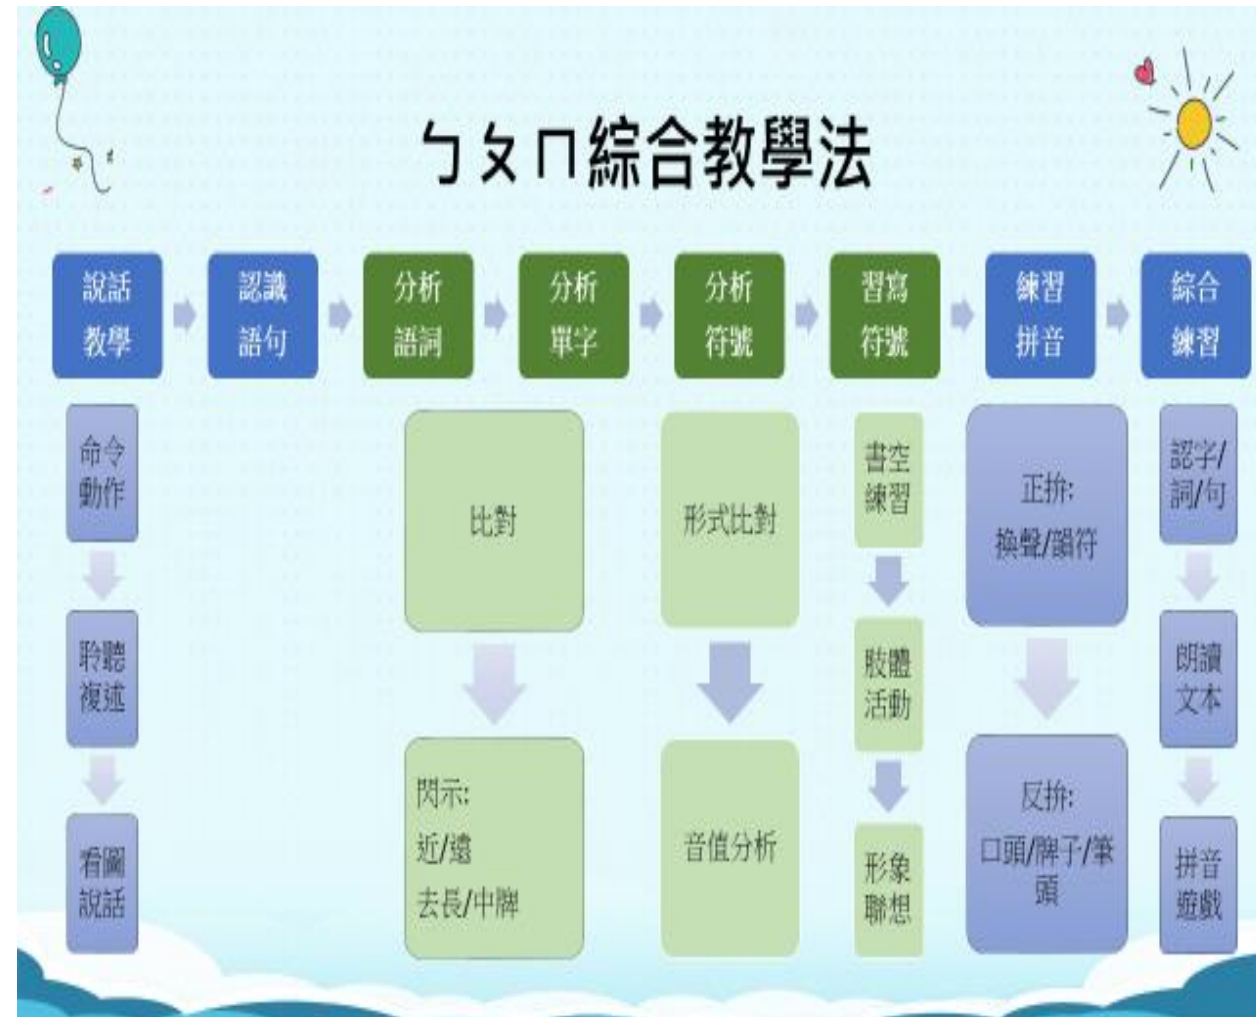 ㄅㄆㄇ綜合教學法
說話
教學
認識
語句
分析
語詞
分析
單字
分析
符號
習寫
符號
練習
拼音
綜合
練習
命令
動作
聆聽
複述
看圖
說話
比對
閃示:
近/遠
去長/中牌
形式比對
音值分析
書空
練習
肢體
活動
形象
聯想
正拚:
換聲/韻符
反拚:
口頭/牌子/筆
頭
認字/
詞/句
朗讀
文本
拼音
遊戲